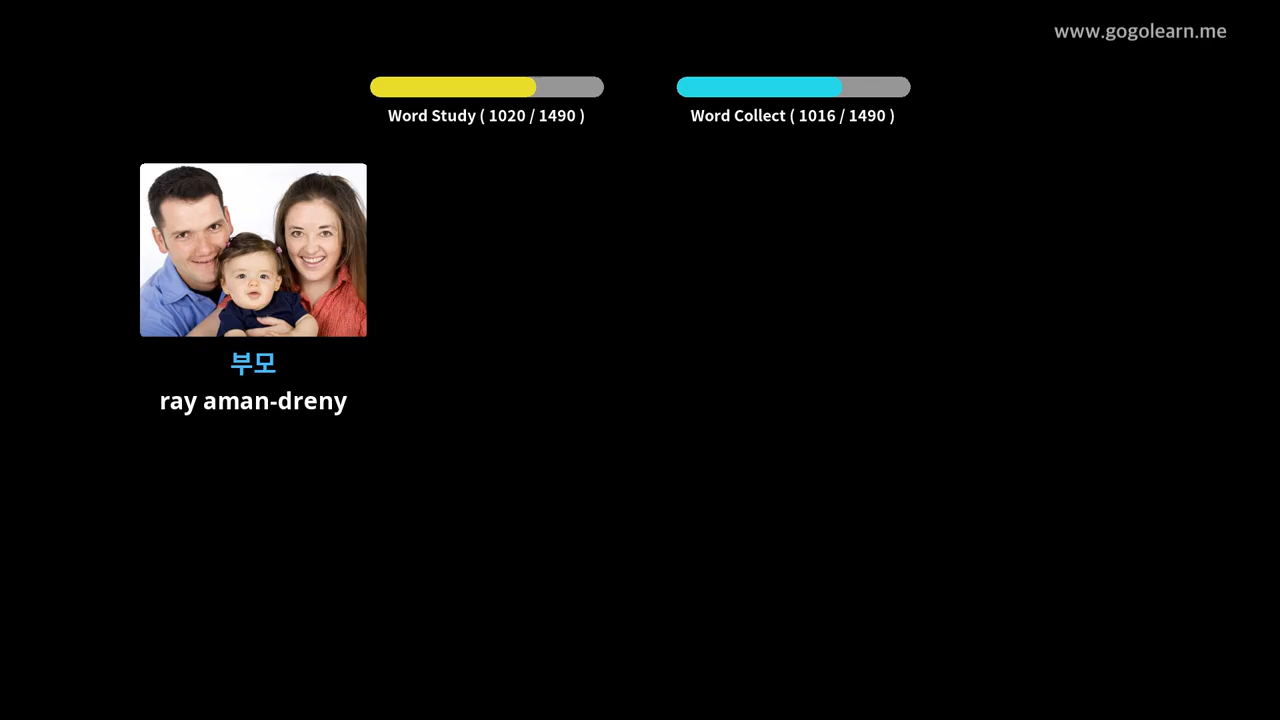 www.gogolearn.me
Word Study ( 1020 / 1490 )
Word Collect ( 1016 / 1490 )
부모
ray aman-dreny